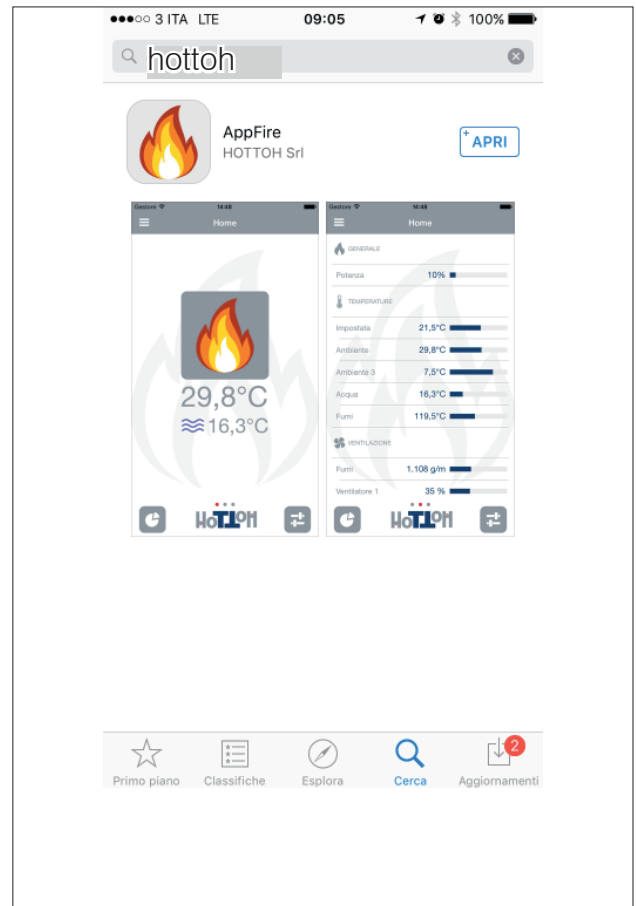 3 ITA LTE 09:05 100%
hottoh
AppFire
HOTTOH Srl
+ APRI
Gestore 14:48
Home
29,8°C
16,3°C
HOTTOH
Gestore 14:48
Home
GENERALE
Potenza 10%
TEMPERATURE
Impostata 21,5°C
Ambiente 29,8°C
Ambiente 3 7,5°C
Acqua 16,3°C
Fumi 119,5°C
VENTILAZIONE
Fumi 1.108 g/m
Ventilatore 1 35 %
HOTTOH
2
Primo piano Classifiche Esplora Cerca Aggiornamenti